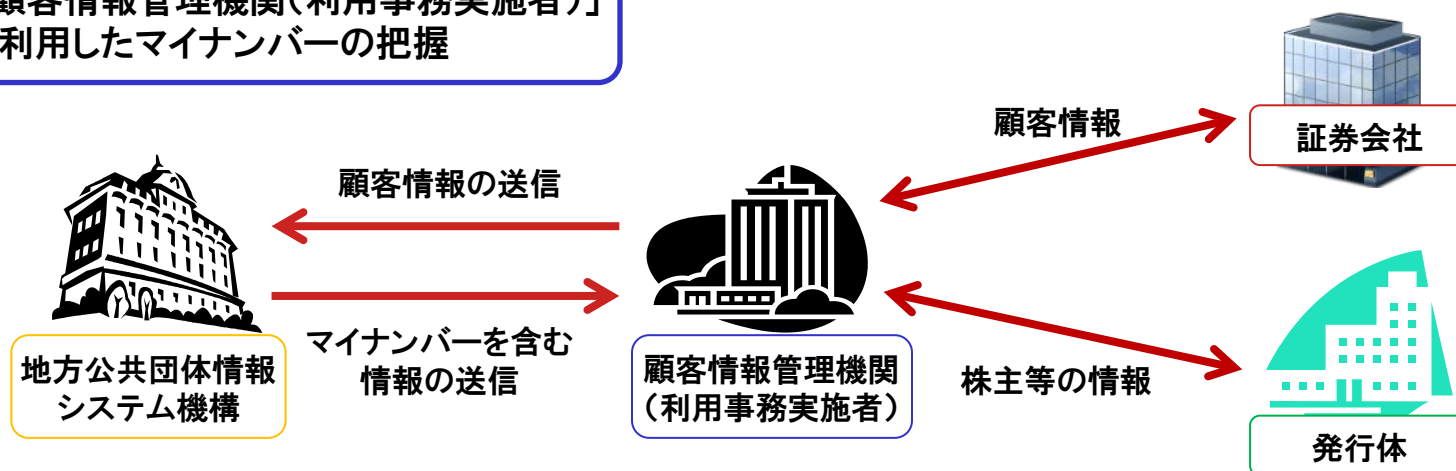 顧客情報管理機関(利用事務実施者)」
利用したマイナンバーの把握
顧客情報
証券会社
顧客情報の送信
マイナンバーを含む
情報の送信
地方公共団体情報
システム機構
顧客情報管理機関
(利用事務実施者)
株主等の情報
発行体